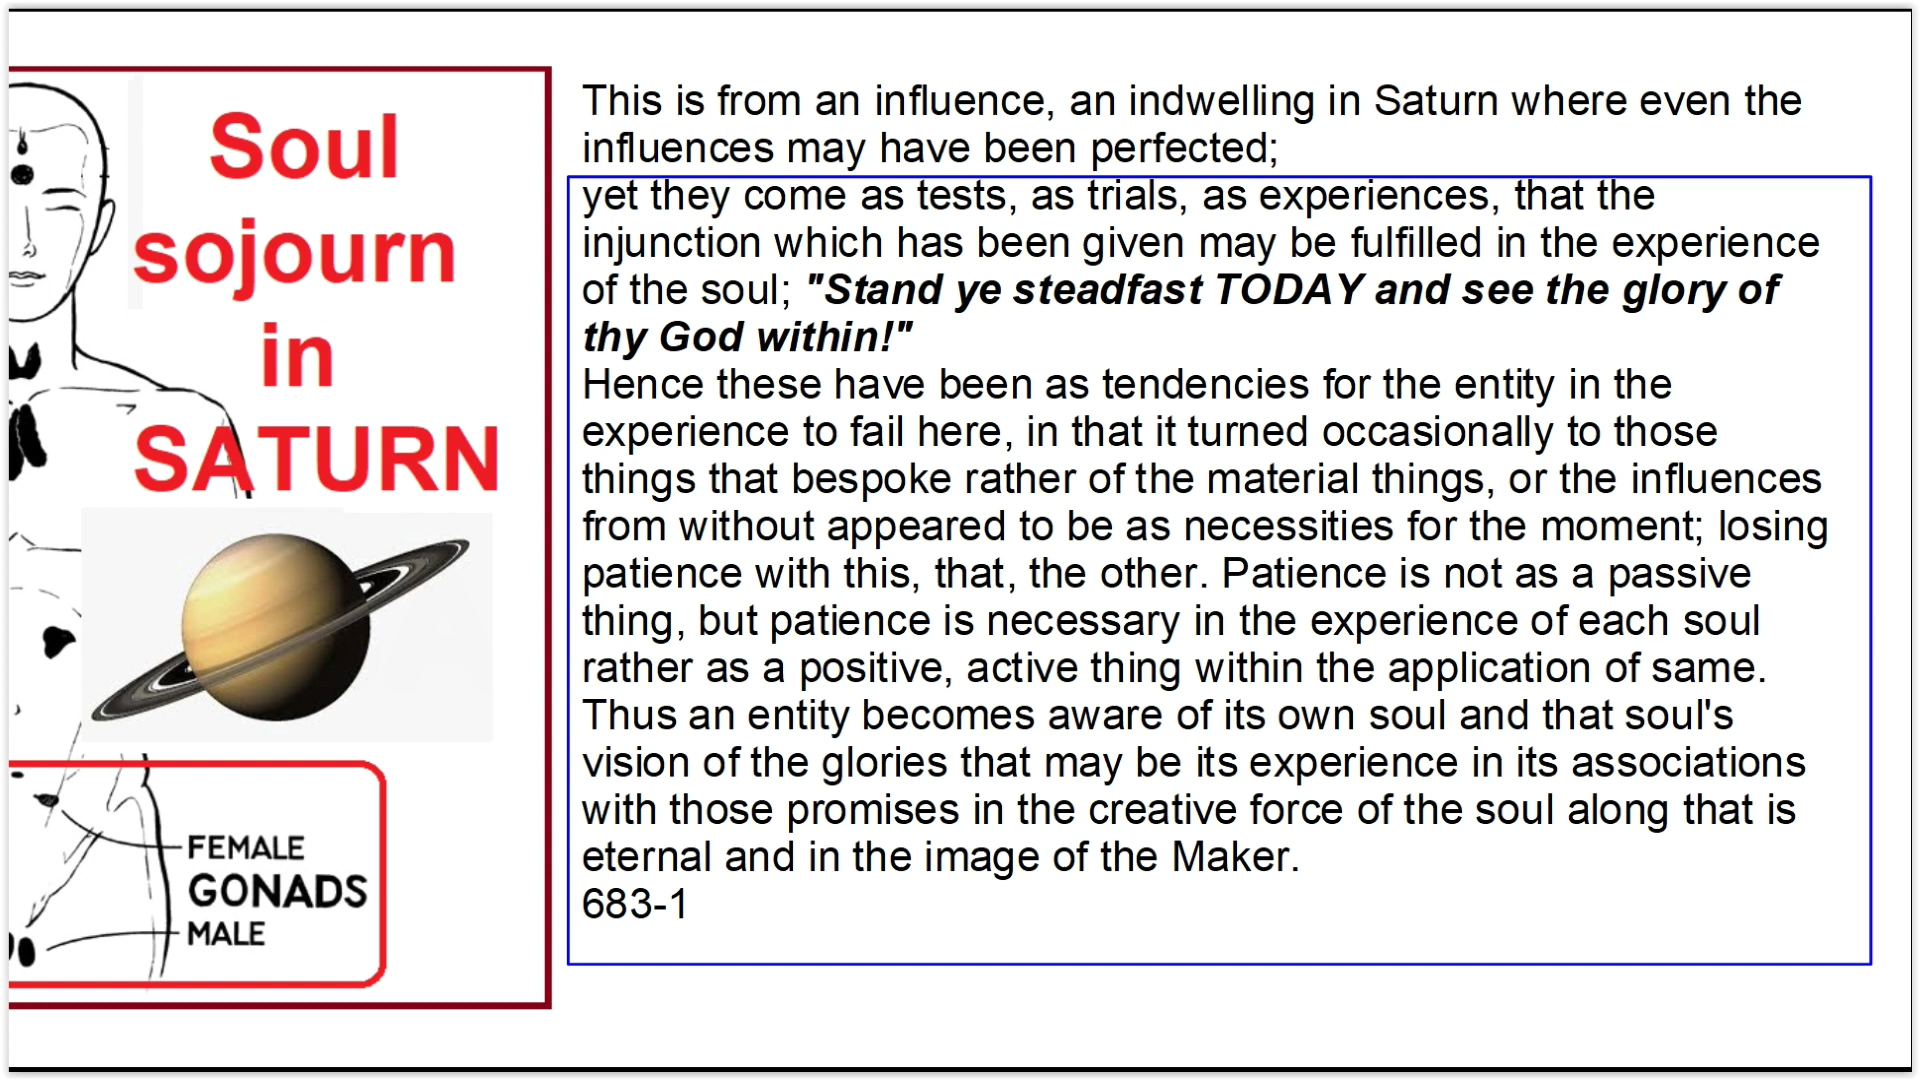 Soul
sojourn
in
SATURN
FEMALE
GONADS
MALE
This is from an influence, an indwelling in Saturn where even the
influences may have been perfected;
yet they come as tests, as trials, as experiences, that the
injunction which has been given may be fulfilled in the experience
of the soul; "Stand ye steadfast TODAY and see the glory of
thy God within!"
Hence these have been as tendencies for the entity in the
experience to fail here, in that it turned occasionally to those
things that bespoke rather of the material things, or the influences
from without appeared to be as necessities for the moment; losing
patience with this, that, the other. Patience is not as a passive
thing, but patience is necessary in the experience of each soul
rather as a positive, active thing within the application of same.
Thus an entity becomes aware of its own soul and that soul's
vision of the glories that may be its experience in its associations
with those promises in the creative force of the soul along that is
eternal and in the image of the Maker.
683-1